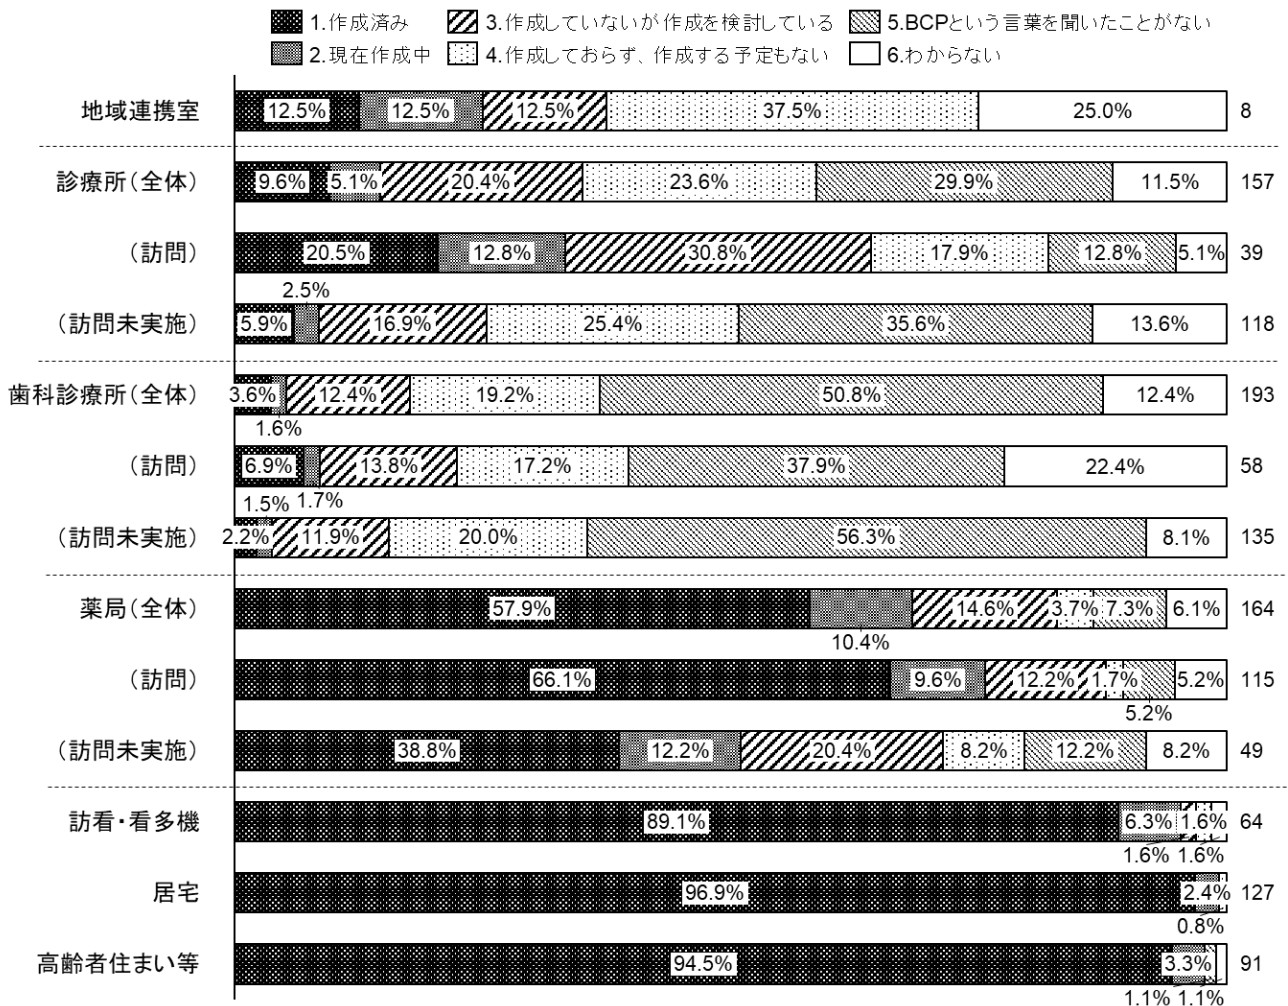 1.作成済み 3.作成していないが作成を検討している 5.BCPという言葉を聞いたことがない
2.現在作成中 4.作成しておらず、作成する予定もない 6.わからない
地域連携室 12.5% 12.5% 12.5% 37.5% 25.0% 8
診療所(全体) 9.6% 5.1% 20.4% 23.6% 29.9% 11.5% 157
(訪問) 20.5% 12.8% 30.8% 17.9% 12.8% 5.1% 39
2.5%
(訪問未実施) 5.9% 16.9% 25.4% 35.6% 13.6% 118
歯科診療所(全体) 3.6% 12.4% 19.2% 50.8% 12.4% 193
1.6%
(訪問) 6.9% 13.8% 17.2% 37.9% 22.4% 58
1.5% 1.7%
(訪問未実施) 2.2% 11.9% 20.0% 56.3% 8.1% 135
薬局(全体) 57.9% 14.6% 3.7% 7.3% 6.1% 164
10.4%
(訪問) 66.1% 9.6% 12.2% 1.7% 5.2% 115
5.2%
(訪問未実施) 38.8% 12.2% 20.4% 8.2% 12.2% 8.2% 49
訪看・看多機 89.1% 6.3% 1.6% 64
1.6% 1.6%
居宅 96.9% 2.4% 127
0.8%
高齢者住まい等 94.5% 3.3% 91
1.1% 1.1%